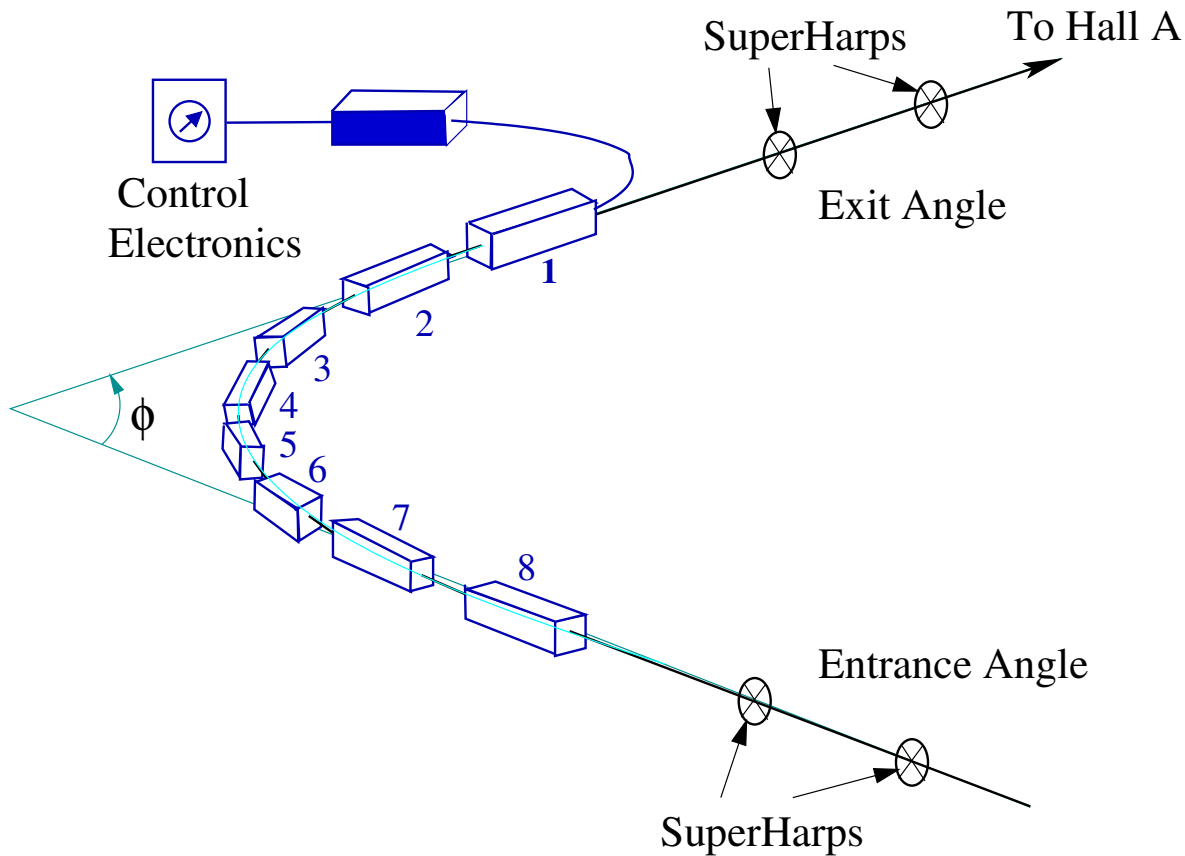 To Hall A
SuperHarps
Control
Electronics
Exit Angle
1
2
3
4
ϕ
5
6
7
8
Entrance Angle
SuperHarps